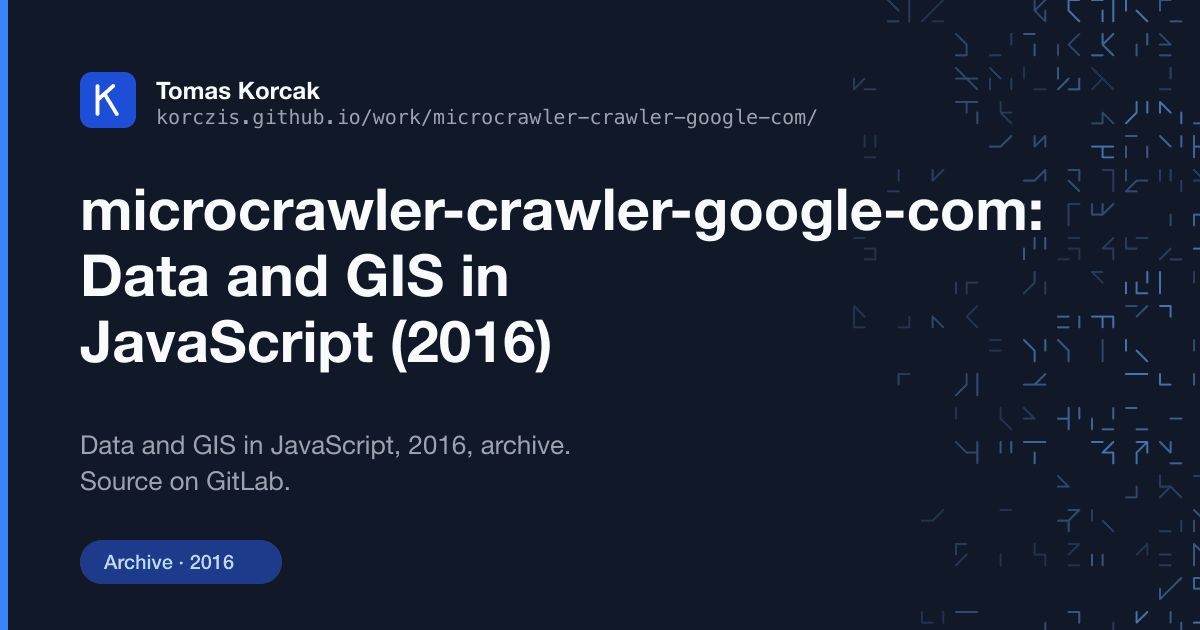 Tomas Korcak
korczis.github.io/work/microcrawler-crawler-google-com/
microcrawler-crawler-google-com:
Data and GIS in
JavaScript (2016)
Data and GIS in JavaScript, 2016, archive.
Source on GitLab.
Archive · 2016